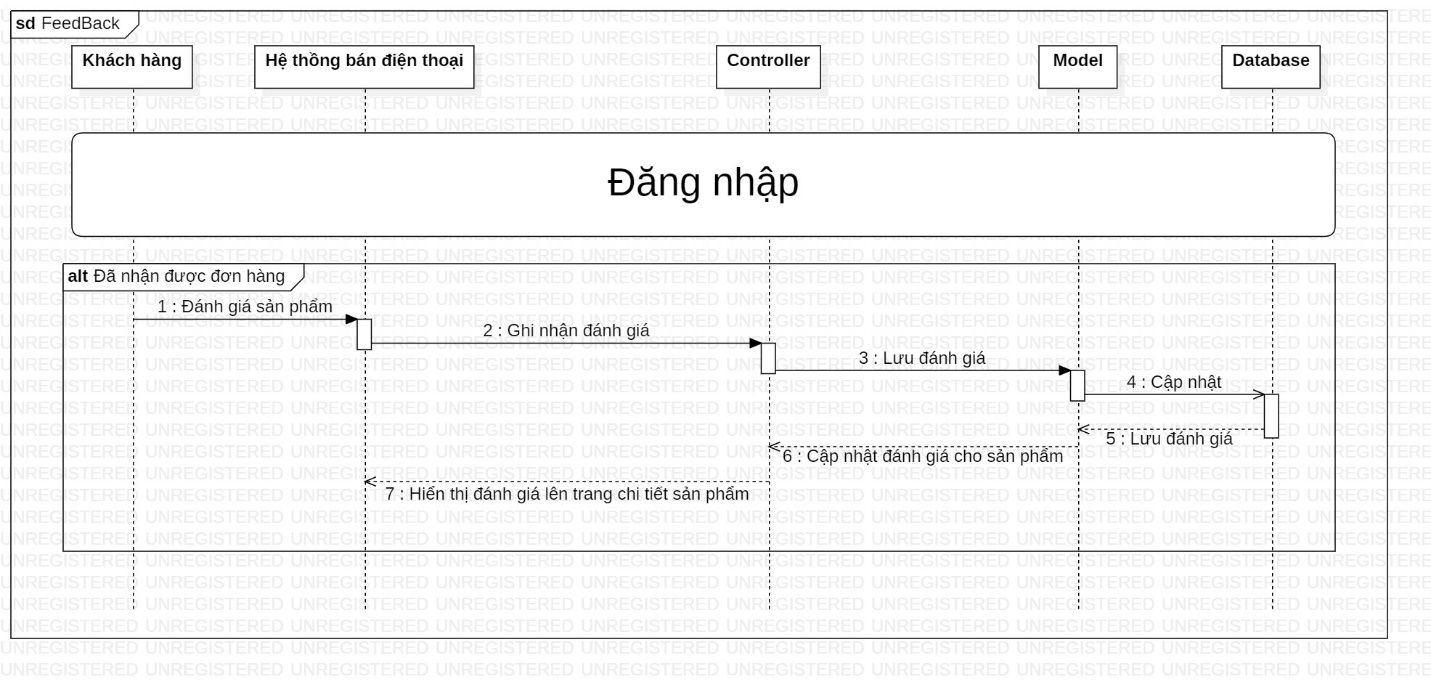 sd FeedBack
Khách hàng
Hệ thồng bán điện thoại
Controller
Model
Database
Đăng nhập
alt Đã nhận được đơn hàng
1 : Đánh giá sản phẩm
2 : Ghi nhận đánh giá
3 : Lưu đánh giá
4 : Cập nhật
5 : Lưu đánh giá
6 : Cập nhật đánh giá cho sản phẩm
7 : Hiển thị đánh giá lên trang chi tiết sản phẩm
UNREGISTERED